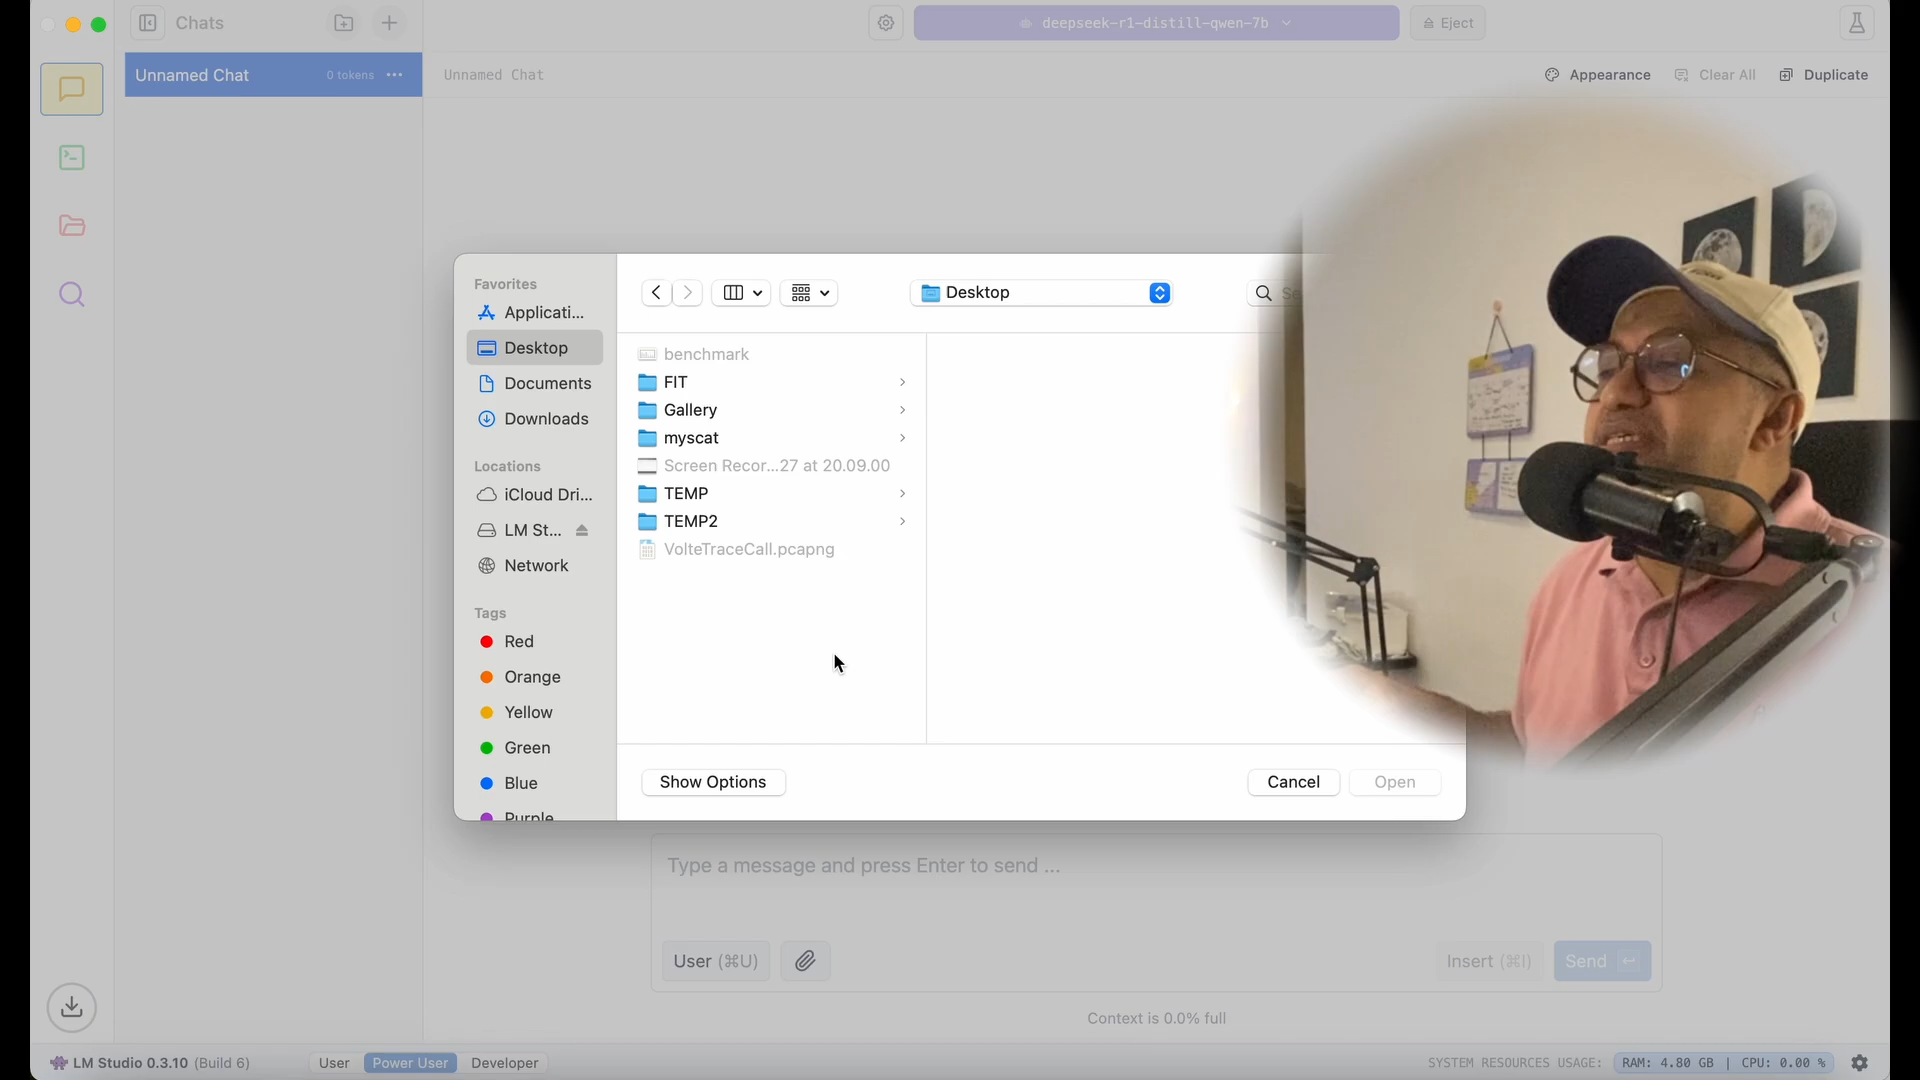 Chats
deepseek-r1-distill-qwen-7b
Eject
Unnamed Chat
0 tokens
Unnamed Chat
Appearance
Clear All
Duplicate
Favorites
Applicati...
Desktop
Documents
Downloads
Locations
iCloud Dri...
LM St...
Network
Tags
Red
Orange
Yellow
Green
Blue
Purple
Desktop
benchmark
FIT
Gallery
myscat
Screen Recor...27 at 20.09.00
TEMP
TEMP2
VolteTraceCall.pcapng
Show Options
Cancel
Open
Type a message and press Enter to send ...
User (⌘U)
Insert (⌘I)
Send
Context is 0.0% full
LM Studio 0.3.10 (Build 6)
User
Power User
Developer
SYSTEM RESOURCES USAGE:
RAM: 4.80 GB | CPU: 0.00 %